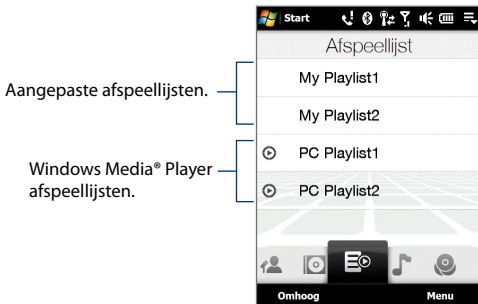 Start
Afspeellijst
Aangepaste afspeellijsten.
My Playlist1
My Playlist2
Windows Media® Player
afspeellijsten.
PC Playlist1
PC Playlist2
Omhoog Menu